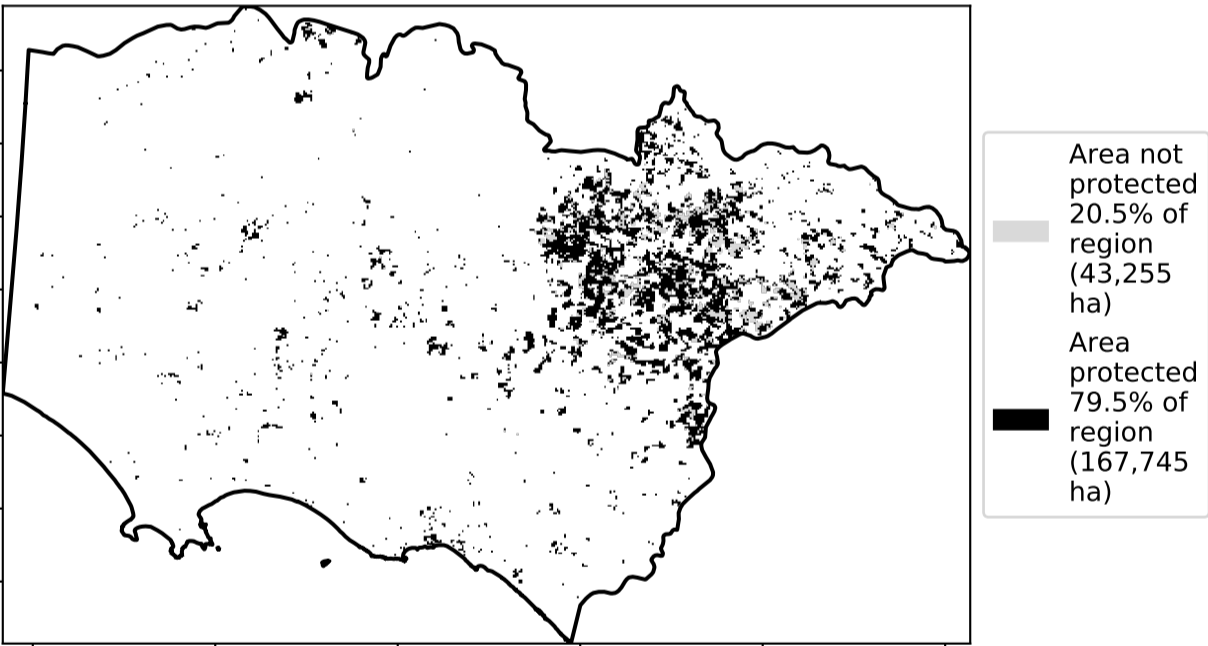 Area not
protected
20.5% of
region
(43,255
ha)
Area
protected
79.5% of
region
(167,745
ha)